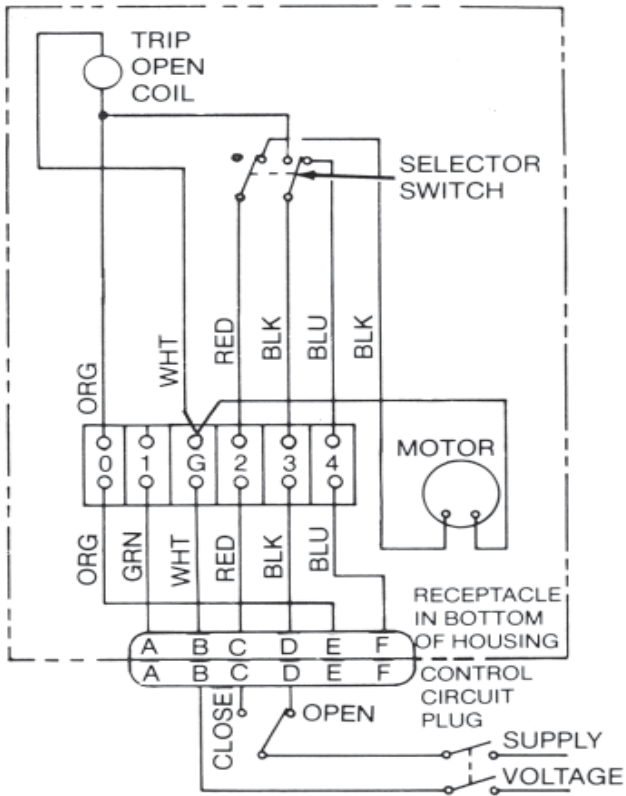 TRIP
OPEN
COIL
SELECTOR
SWITCH
RED
BLK
BLU
BLK
WHT
ORG
MOTOR
0 1 G 2 3 4
ORG
GRN
WHT
RED
BLK
BLU
RECEPTACLE
IN BOTTOM
OF HOUSING
A B C D E F
A B C D E F
CONTROL
CIRCUIT
PLUG
CLOSE
OPEN
SUPPLY
VOLTAGE